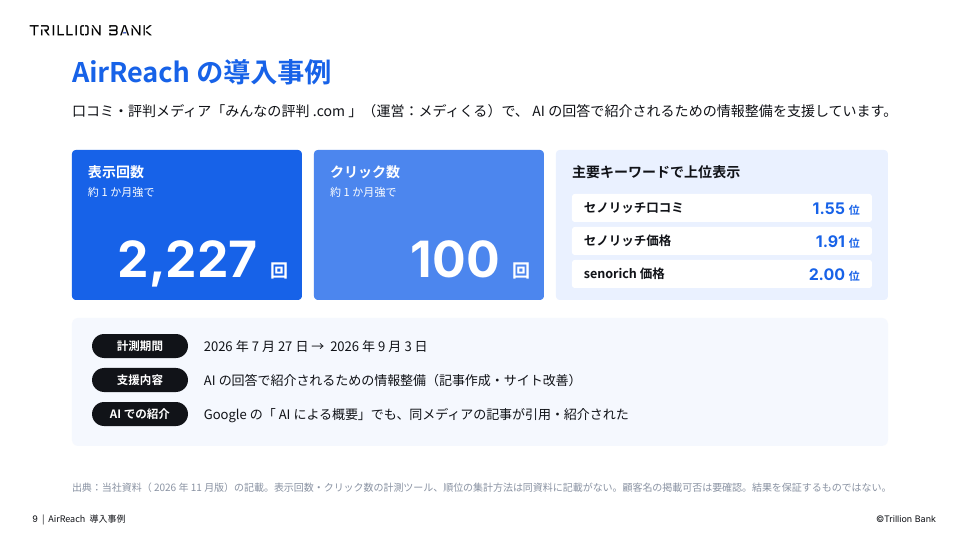 TRILLION BANK
AirReach の導入事例
口コミ・評判メディア「みんなの評判 .com 」（運営：メディくる）で、 AI の回答で紹介されるための情報整備を支援しています。
表示回数
約 1 か月強で
2,227 回
クリック数
約 1 か月強で
100 回
主要キーワードで上位表示
セノリッチ口コミ 1.55 位
セノリッチ価格 1.91 位
senorich 価格 2.00 位
計測期間 2026 年 7 月 27 日 → 2026 年 9 月 3 日
支援内容 AI の回答で紹介されるための情報整備（記事作成・サイト改善）
AI での紹介 Google の「 AI による概要」でも、同メディアの記事が引用・紹介された
出典：当社資料（ 2026 年 11 月版）の記載。表示回数・クリック数の計測ツール、順位の集計方法は同資料に記載がない。顧客名の掲載可否は要確認。結果を保証するものではない。
9 | AirReach 導入事例
©Trillion Bank